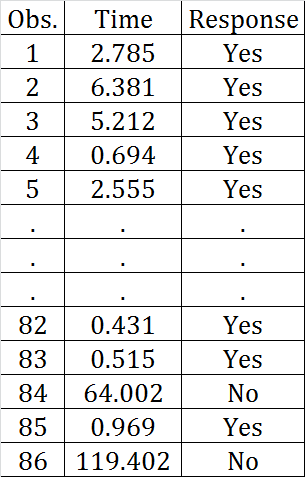 Obs. Time Response
1 2.785 Yes
2 6.381 Yes
3 5.212 Yes
4 0.694 Yes
5 2.555 Yes
. . .
. . .
. . .
82 0.431 Yes
83 0.515 Yes
84 64.002 No
85 0.969 Yes
86 119.402 No